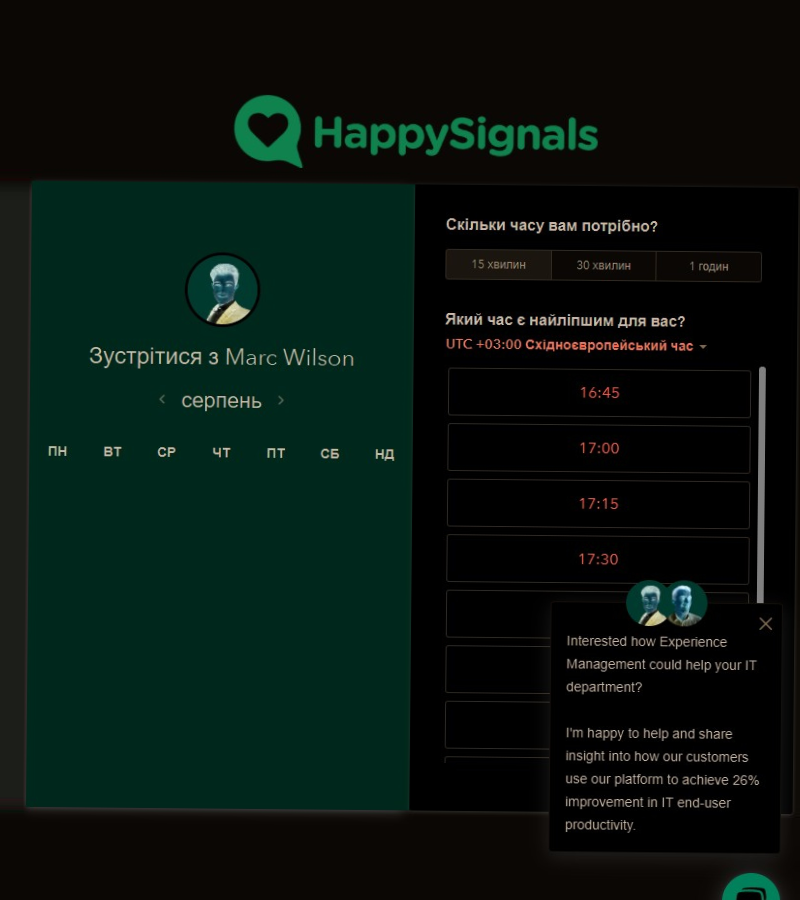 HappySignals
Зустрітися з Marc Wilson
серпень
ПН ВТ СР ЧТ ПТ СБ НД
Скільки часу вам потрібно?
15 хвилин 30 хвилин 1 годин
Який час є найліпшим для вас?
UTC +03:00 Східноєвропейський час
16:45
17:00
17:15
17:30
Interested how Experience
Management could help your IT
department?
I'm happy to help and share
insight into how our customers
use our platform to achieve 26%
improvement in IT end-user
productivity.